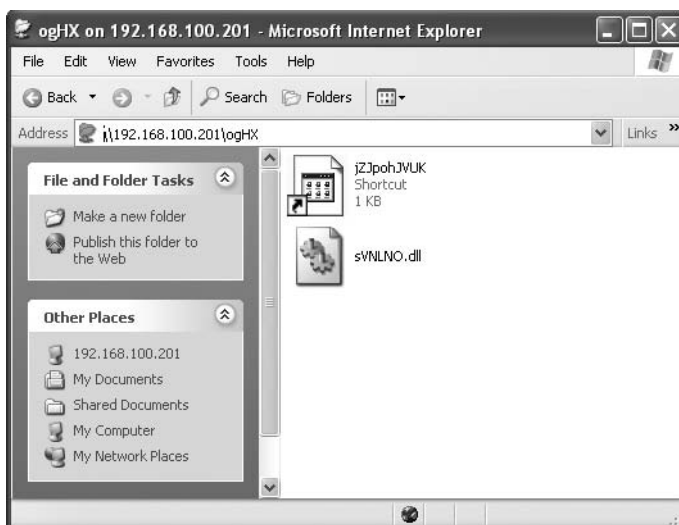 ogHX on 192.168.100.201 - Microsoft Internet Explorer
File Edit View Favorites Tools Help
Back Search Folders
Address \\192.168.100.201\ogHX Links »
File and Folder Tasks
Make a new folder
Publish this folder to
the Web
Other Places
192.168.100.201
My Documents
Shared Documents
My Computer
My Network Places
jZJpohJVUK
Shortcut
1 KB
sVNLNO.dll